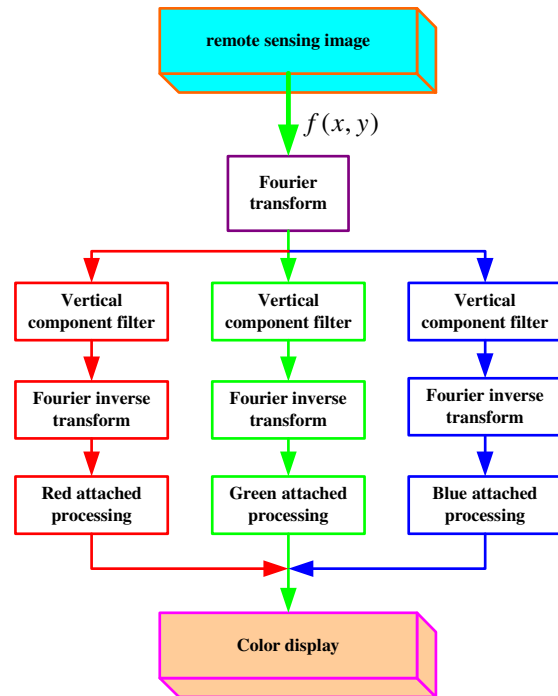 remote sensing image
f(x, y)
Fourier
transform
Vertical
component filter
Vertical
component filter
Vertical
component filter
Fourier inverse
transform
Fourier inverse
transform
Fourier inverse
transform
Red attached
processing
Green attached
processing
Blue attached
processing
Color display